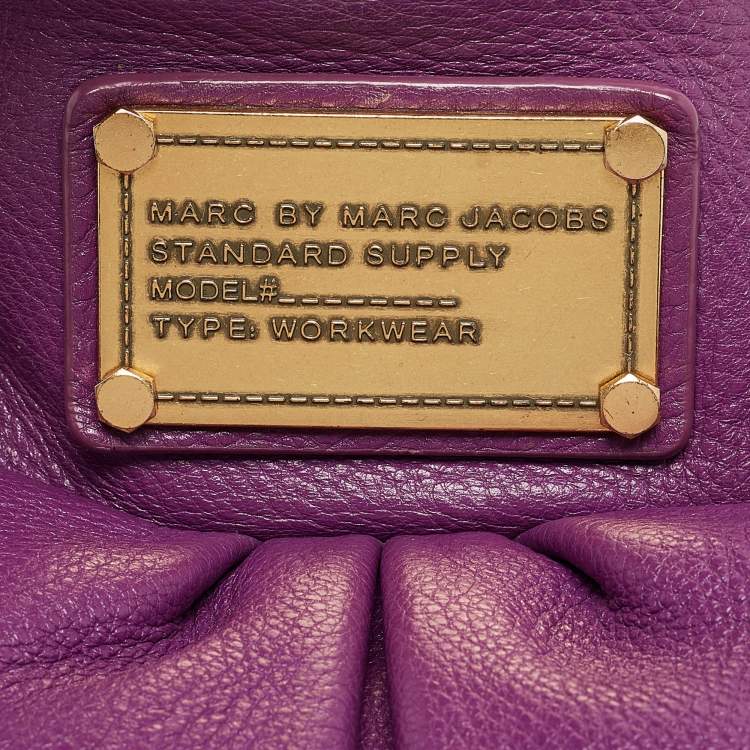 MARC BY MARC JACOBS
STANDARD SUPPLY
MODEL#_________
TYPE: WORKWEAR